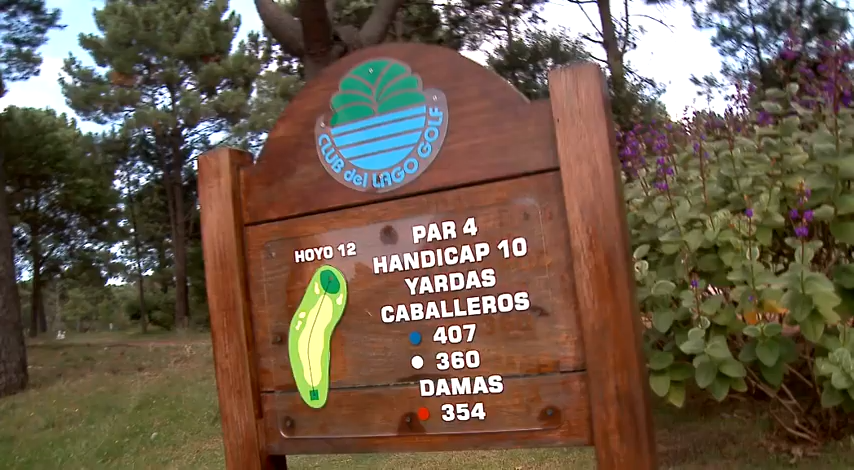 CLUB del LAGO GOLF
HOYO 12
PAR 4
HANDICAP 10
YARDAS
CABALLEROS
407
360
DAMAS
354